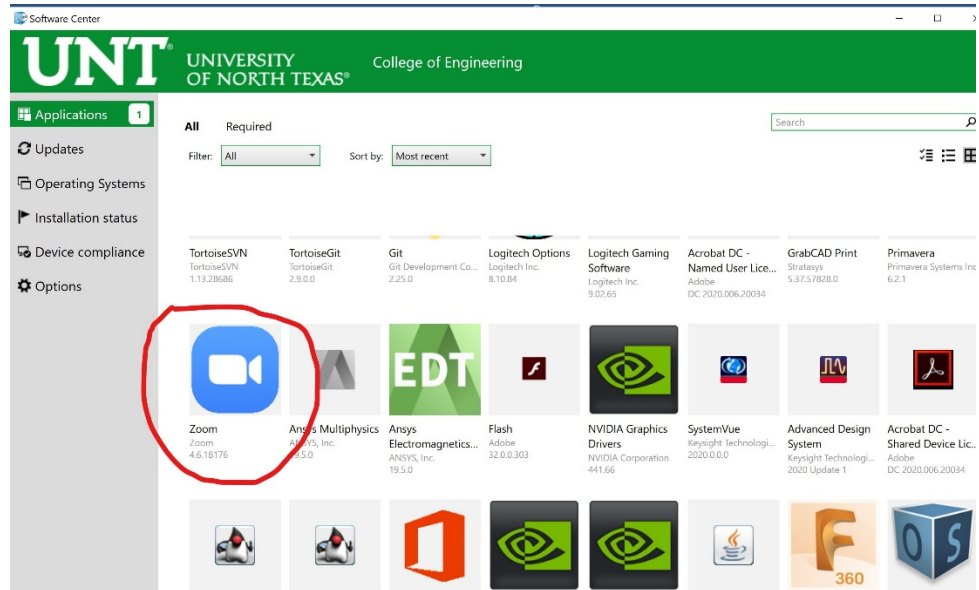 Software Center
UNT®
UNIVERSITY
OF NORTH TEXAS®
College of Engineering
Applications 1
Updates
Operating Systems
Installation status
Device compliance
Options
All Required
Search
Filter: All Sort by: Most recent
TortoiseSVN
TortoiseSVN
1.13.28686
TortoiseGit
TortoiseGit
2.9.0.0
Git
Git Development Co...
2.25.0
Logitech Options
Logitech Inc.
8.10.84
Logitech Gaming
Software
Logitech Inc.
9.02.65
Acrobat DC -
Named User Lice...
Adobe
DC 2020.006.20034
GrabCAD Print
Stratasys
5.37.57828.0
Primavera
Primavera Systems Inc
6.2.1
EDT
Zoom
Zoom
4.6.18176
Ansys Multiphysics
ANSYS, Inc.
19.5.0
Ansys
Electromagnetics...
ANSYS, Inc.
19.5.0
Flash
Adobe
32.0.0.303
NVIDIA Graphics
Drivers
NVIDIA Corporation
441.66
SystemVue
Keysight Technologi...
2020.0.0.0
Advanced Design
System
Keysight Technologi...
2020 Update 1
Acrobat DC -
Shared Device Lic...
Adobe
DC 2020.006.20034
360
OS